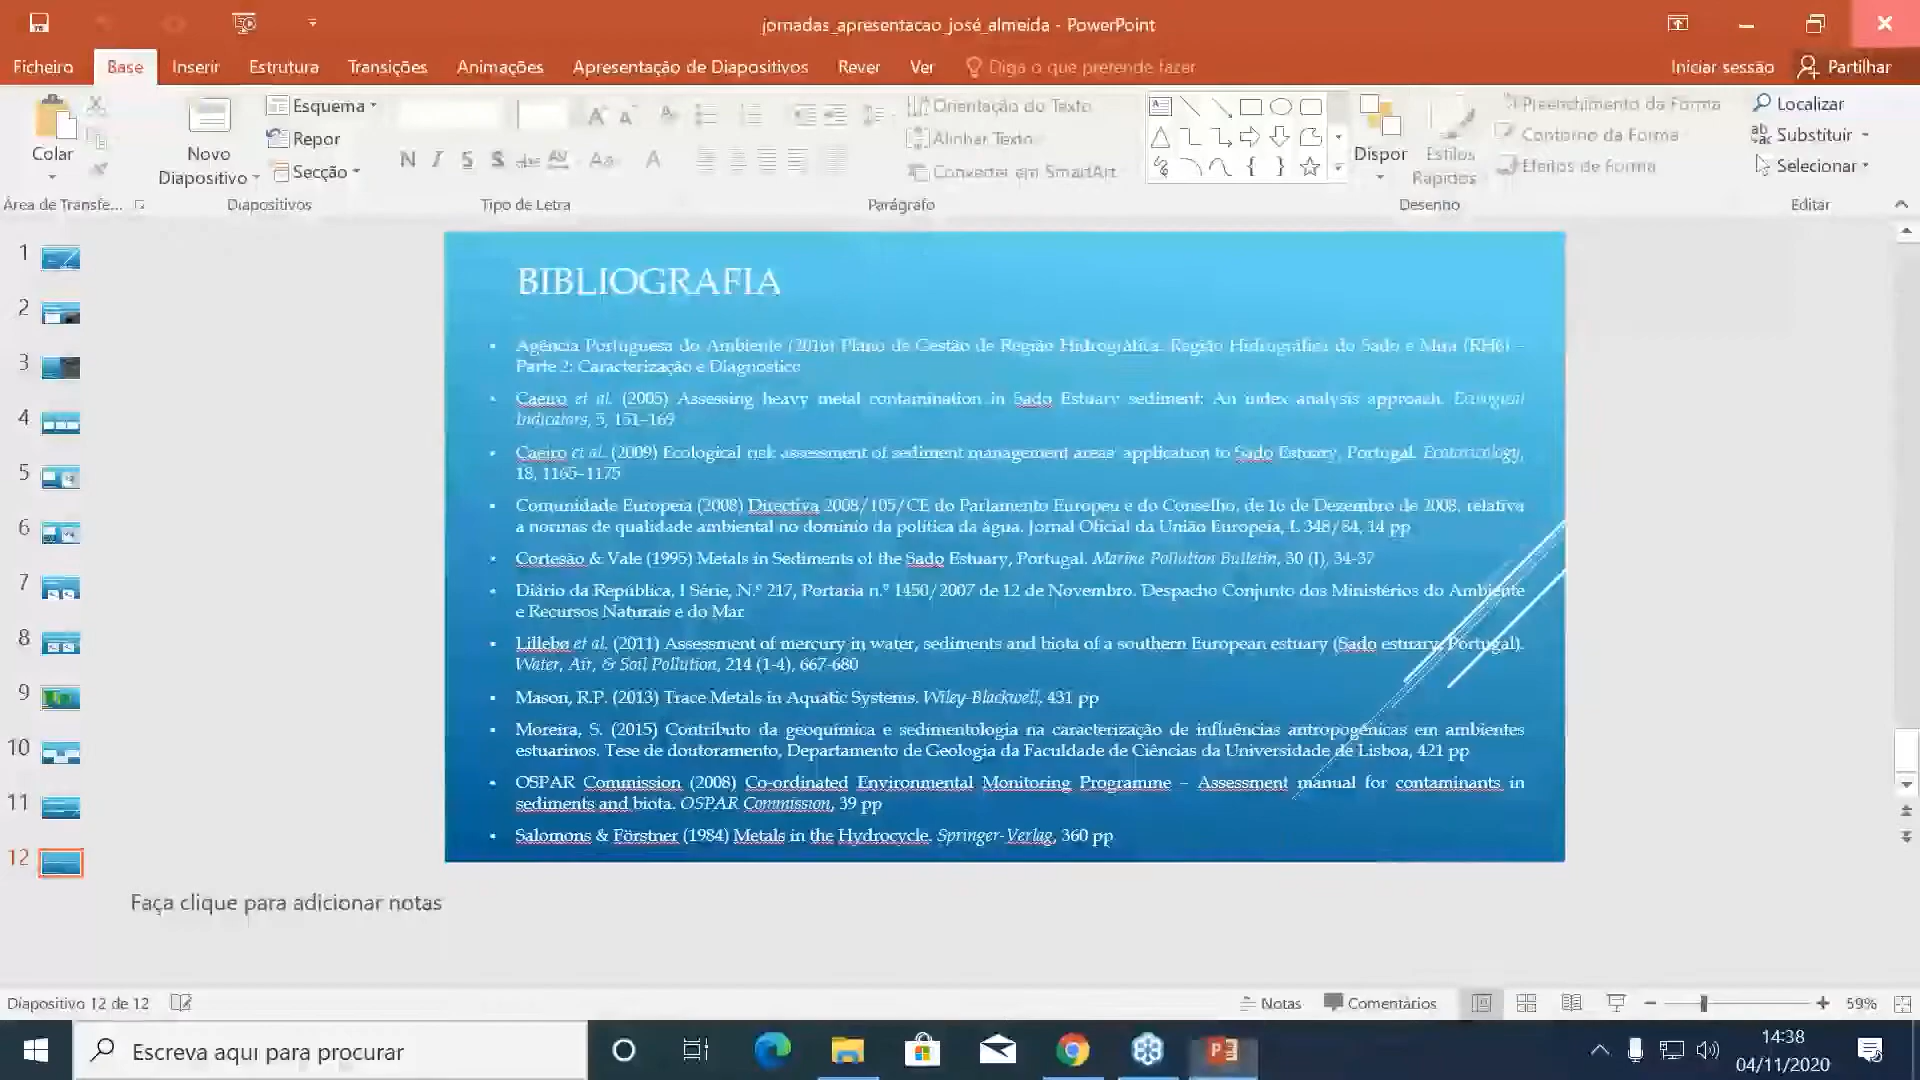 jornadas_apresentacao_josé_almeida - PowerPoint
Ficheiro Base Inserir Estrutura Transições Animações Apresentação de Diapositivos Rever Ver Diga o que pretende fazer Iniciar sessão Partilhar
Colar
Novo
Diapositivo
Esquema
Repor
Secção
Orientação do Texto
Alinhar Texto
Converter em SmartArt
Dispor
Estilos
Rápidos
Preenchimento da Forma
Contorno da Forma
Efeitos de Forma
Localizar
Substituir
Selecionar
Área de Transfe... Diapositivos Tipo de Letra Parágrafo Desenho Editar
1
2
3
4
5
6
7
8
9
10
11
12
BIBLIOGRAFIA
Agência Portuguesa do Ambiente (2016) Plano de Gestão de Região Hidrográfica. Região Hidrográfica do Sado e Mira (RH6) –
Parte 2: Caracterização e Diagnóstico
Caeiro et al. (2005) Assessing heavy metal contamination in Sado Estuary sediment: An index analysis approach. Ecological
Indicators, 5, 151–169
Caeiro et al. (2009) Ecological risk assessment of sediment management areas: application to Sado Estuary, Portugal. Ecotoxicology,
18, 1165–1175
Comunidade Europeia (2008) Directiva 2008/105/CE do Parlamento Europeu e do Conselho, de 16 de Dezembro de 2008, relativa
a normas de qualidade ambiental no domínio da política da água. Jornal Oficial da União Europeia, L 348/84, 14 pp
Cortesão & Vale (1995) Metals in Sediments of the Sado Estuary, Portugal. Marine Pollution Bulletin, 30 (1), 34-37
Diário da República, I Série, N.º 217, Portaria n.º 1450/2007 de 12 de Novembro. Despacho Conjunto dos Ministérios do Ambiente
e Recursos Naturais e do Mar
Lillebø et al. (2011) Assessment of mercury in water, sediments and biota of a southern European estuary (Sado estuary, Portugal).
Water, Air, & Soil Pollution, 214 (1-4), 667-680
Mason, R.P. (2013) Trace Metals in Aquatic Systems. Wiley-Blackwell, 431 pp
Moreira, S. (2015) Contributo da geoquímica e sedimentologia na caracterização de influências antropogénicas em ambientes
estuarinos. Tese de doutoramento, Departamento de Geologia da Faculdade de Ciências da Universidade de Lisboa, 421 pp
OSPAR Commission (2008) Co-ordinated Environmental Monitoring Programme – Assessment manual for contaminants in
sediments and biota. OSPAR Commission, 39 pp
Salomons & Förstner (1984) Metals in the Hydrocycle. Springer-Verlag, 360 pp
Faça clique para adicionar notas
Diapositivo 12 de 12 Notas Comentários 59%
Escreva aqui para procurar
14:38
04/11/2020